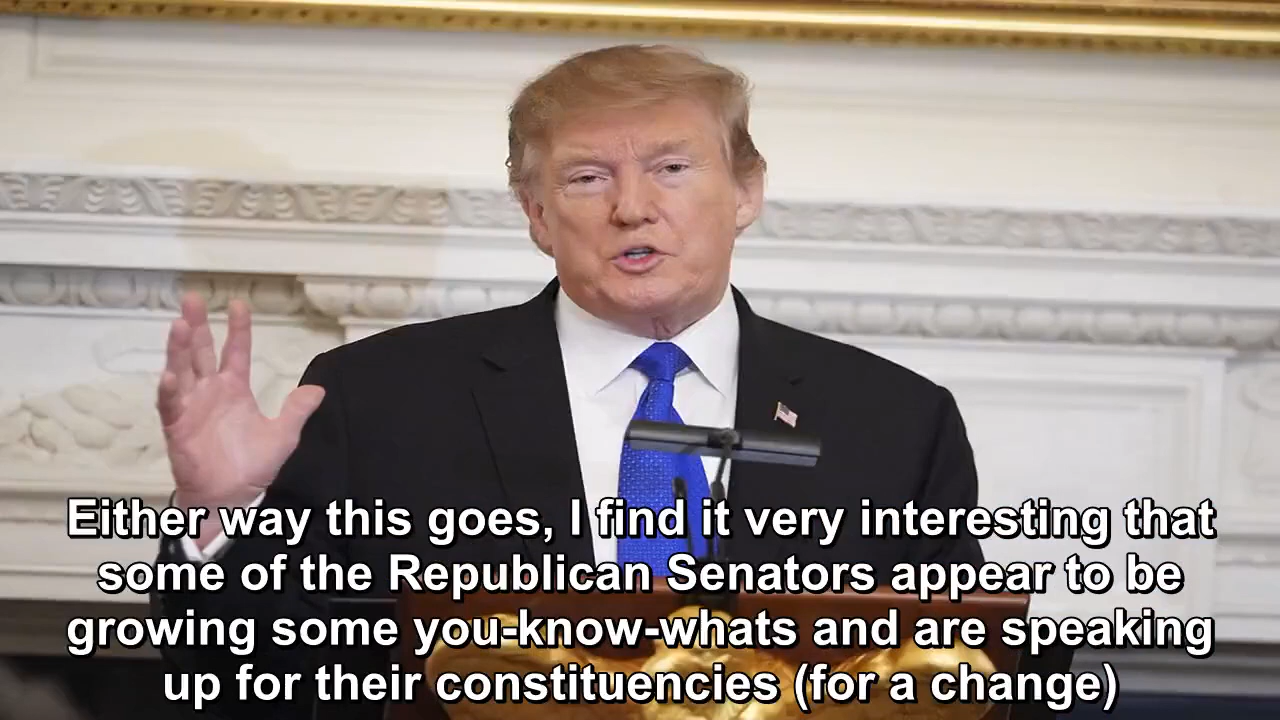 Either way this goes, I find it very interesting that
some of the Republican Senators appear to be
growing some you-know-whats and are speaking
up for their constituencies (for a change)